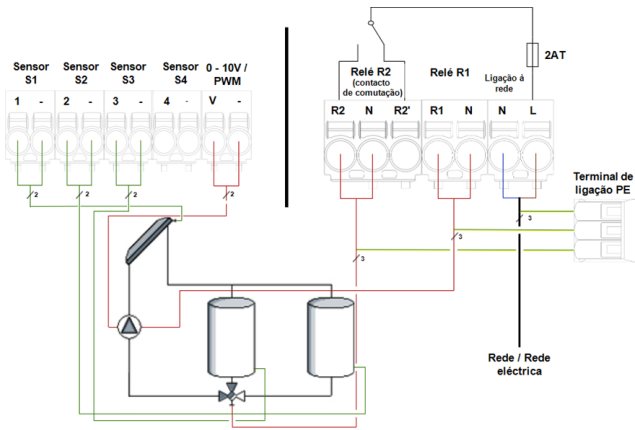 Sensor S1
Sensor S2
Sensor S3
Sensor S4
0 - 10V / PWM
1 - 2 - 3 - 4 - V -
2
2
2
2
2AT
Relé R2
(contacto
de comutação)
Relé R1
Ligação á
rede
R2 N R2' R1 N N L
Terminal de
ligação PE
3
3
3
Rede / Rede
eléctrica